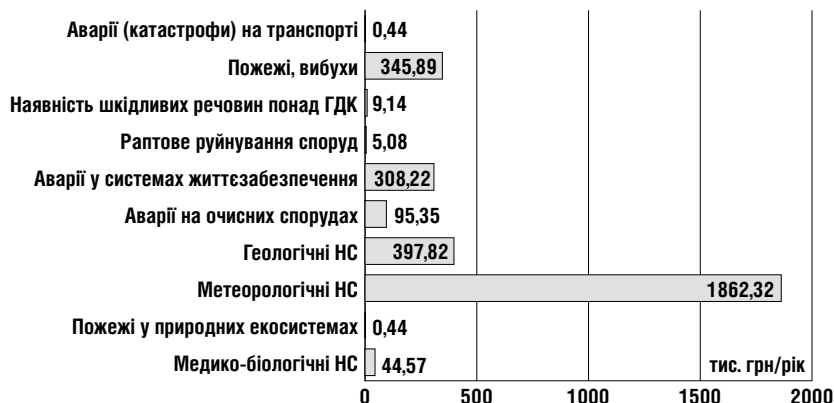 Аварії (катастрофи) на транспорті 0,44
Пожежі, вибухи 345,89
Наявність шкідливих речовин понад ГДК 9,14
Раптове руйнування споруд 5,08
Аварії у системах життєзабезпечення 308,22
Аварії на очисних спорудах 95,35
Геологічні НС 397,82
Метеорологічні НС 1862,32
Пожежі у природних екосистемах 0,44
Медико-біологічні НС 44,57 тис. грн/рік
0 500 1000 1500 2000